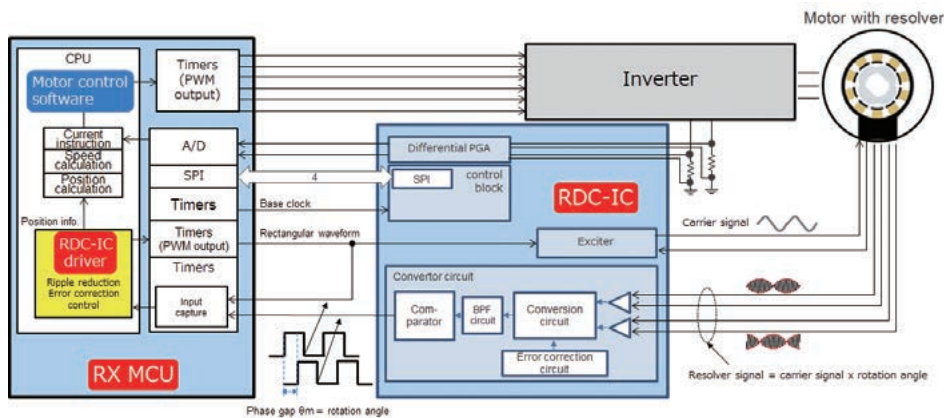 Motor with resolver
CPU
Motor control
software
Timers
(PWM
output)
Inverter
Current
instruction
Speed
calculation
Position
calculation
A/D
SPI
Timers
Timers
(PWM output)
Timers
Input
capture
Position info.
RDC-IC
driver
Ripple reduction
Error correction
control
RX MCU
4
Base clock
Rectangular waveform
Differential PGA
SPI
control
block
RDC-IC
Exciter
Carrier signal
Convertor circuit
Com-
parator
BPF
circuit
Conversion
circuit
Error correction
circuit
Resolver signal = carrier signal x rotation angle
Phase gap θm = rotation angle